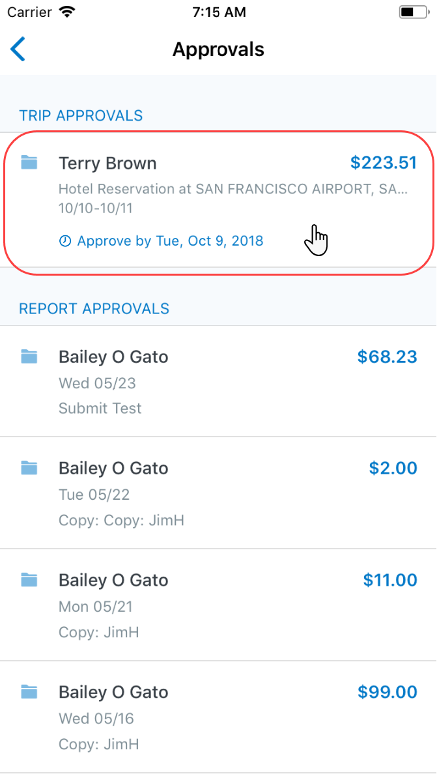 Carrier 7:15 AM
Approvals
TRIP APPROVALS
Terry Brown $223.51
Hotel Reservation at SAN FRANCISCO AIRPORT, SA...
10/10-10/11
Approve by Tue, Oct 9, 2018
REPORT APPROVALS
Bailey O Gato $68.23
Wed 05/23
Submit Test
Bailey O Gato $2.00
Tue 05/22
Copy: Copy: JimH
Bailey O Gato $11.00
Mon 05/21
Copy: JimH
Bailey O Gato $99.00
Wed 05/16
Copy: JimH